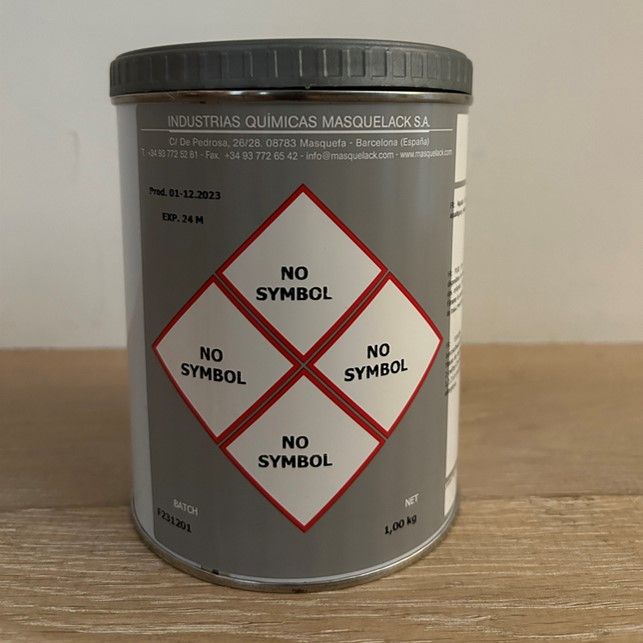 INDUSTRIAS QUÍMICAS MASQUELACK S.A.
C/ De Pedrosa, 26/28. 08783 Masquefa - Barcelona (España)
T. +34 93 772 52 81 - Fax. +34 93 772 65 42 - info@masquelack.com - www.masquelack.com
Prod. 01-12.2023
EXP. 24 M
NO
SYMBOL
NO
SYMBOL
NO
SYMBOL
NO
SYMBOL
BATCH
F231201
NET
1,00 kg